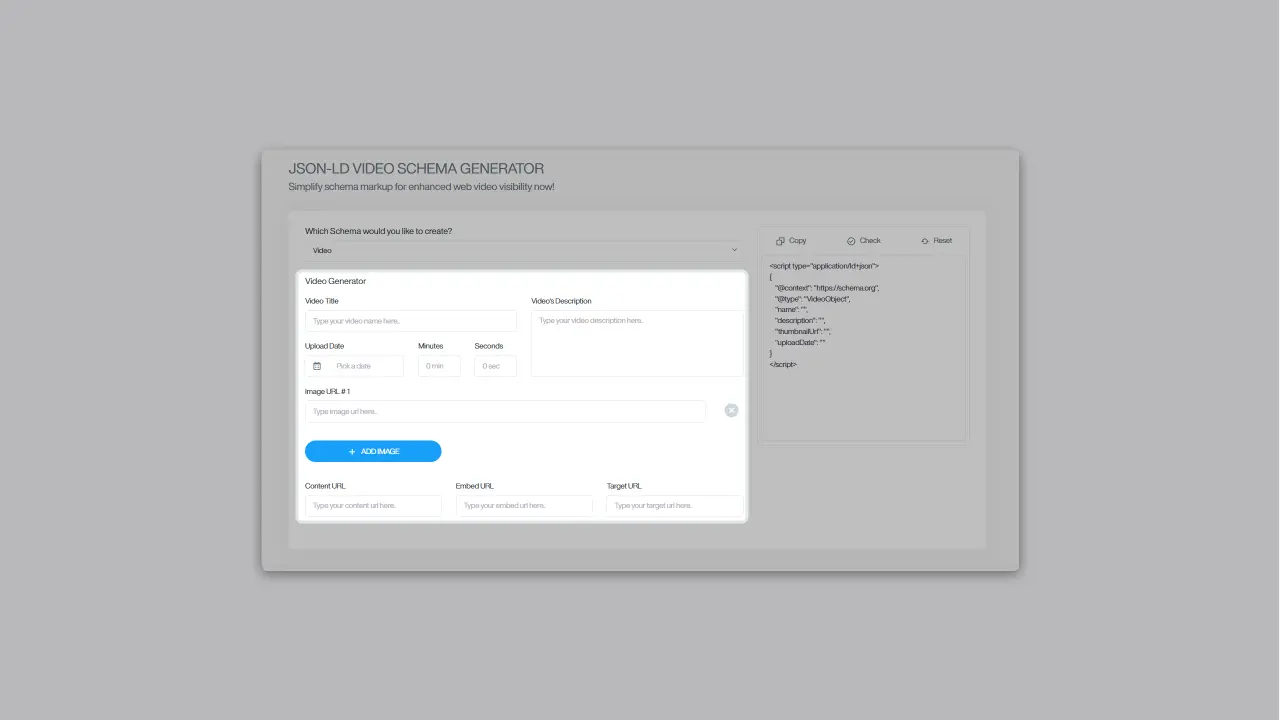 JSON-LD VIDEO SCHEMA GENERATOR
Simplify schema markup for enhanced web video visibility now!
Which Schema would you like to create?
Video
Video Generator
Video Title
Type your video name here..
Video's Description
Type your video description here..
Upload Date
Pick a date
Minutes
0 min
Seconds
0 sec
Image URL # 1
Type image url here..
+ ADD IMAGE
Content URL
Type your content url here..
Embed URL
Type your embed url here..
Target URL
Type your target url here..
Copy
Check
Reset
<script type="application/ld+json">
{
"@context": "https://schema.org",
"@type": "VideoObject",
"name": "",
"description": "",
"thumbnailUrl": "",
"uploadDate": ""
}
</script>